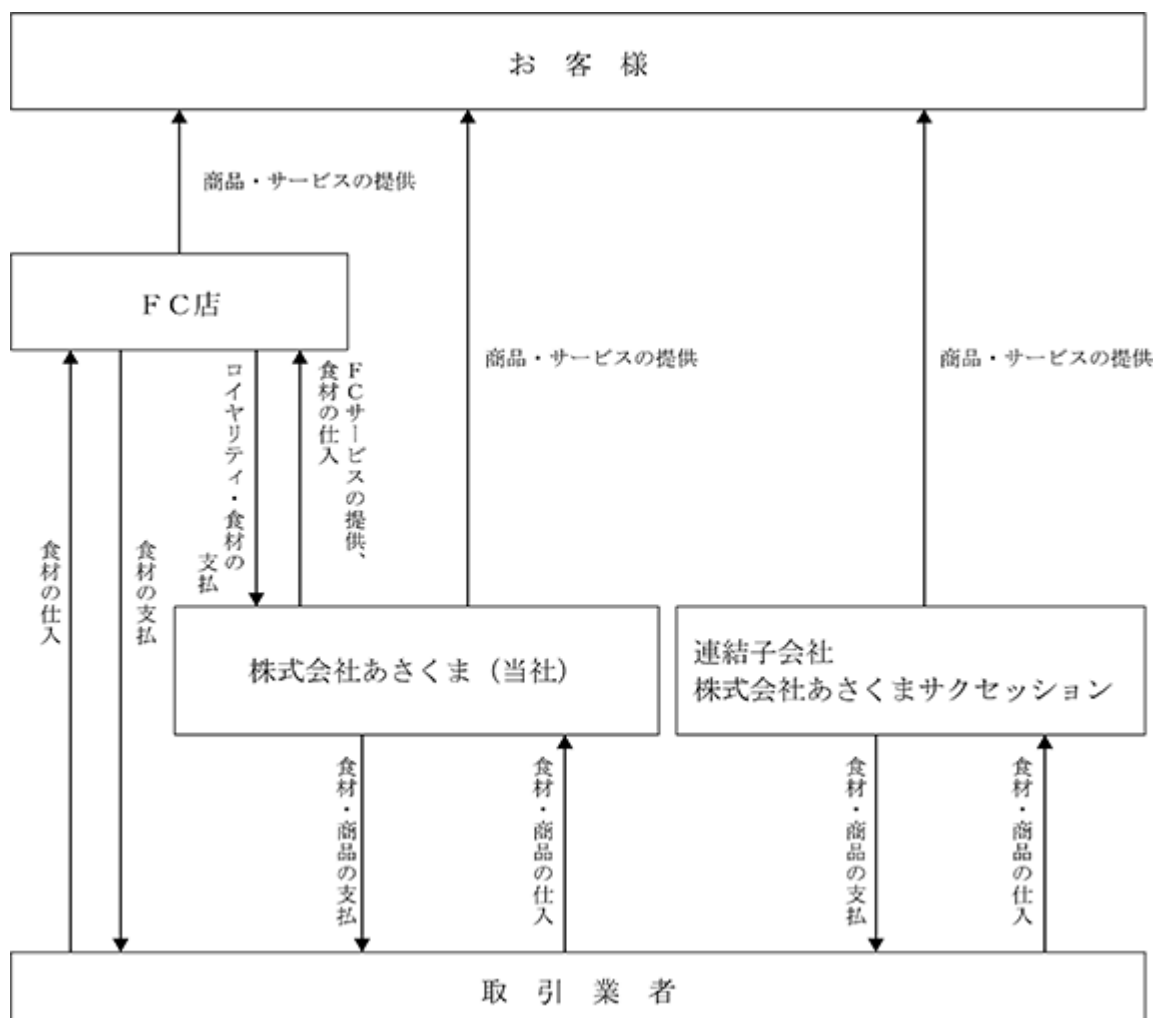 お客様
商品・サービスの提供
FC店
商品・サービスの提供
商品・サービスの提供
FCサービスの提供、
食材の仕入
ロイヤリティ・食材の
支払
食材の支払
食材の仕入
株式会社あさくま（当社）
連結子会社
株式会社あさくまサクセッション
食材・商品の支払
食材・商品の仕入
食材・商品の支払
食材・商品の仕入
取引業者